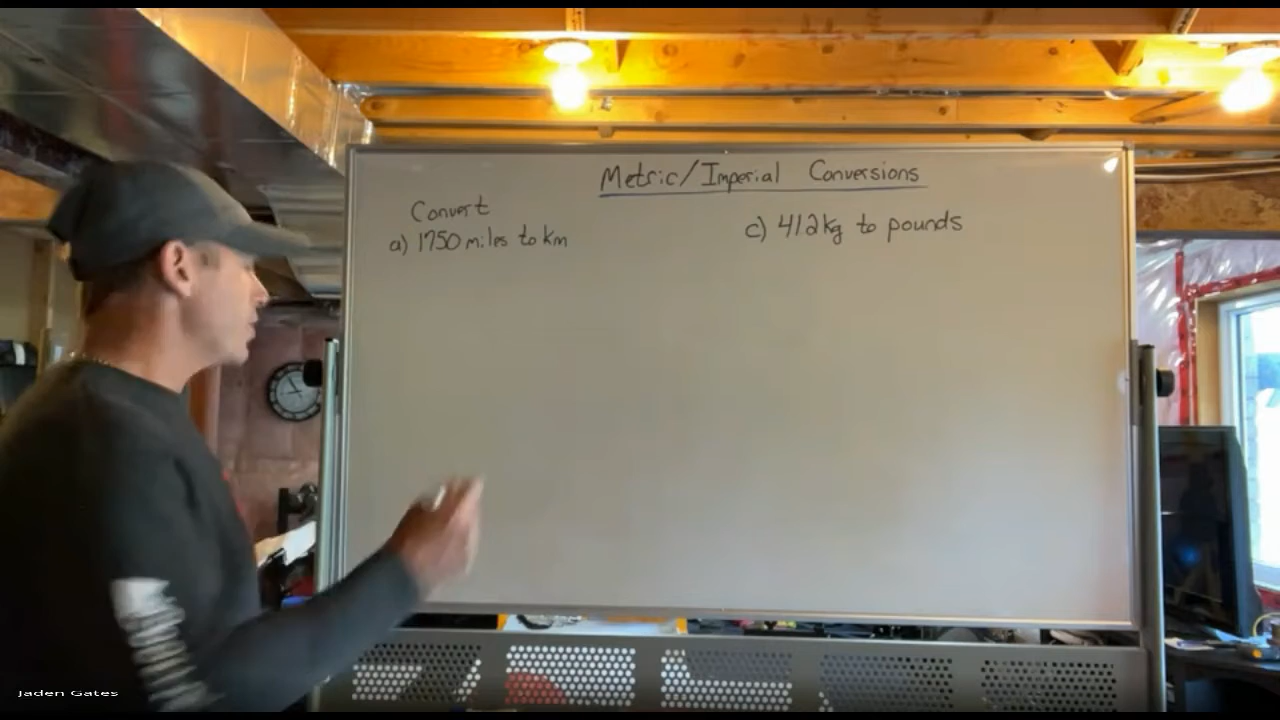 Metric/Imperial Conversions
Convert
a) 1750 miles to km
c) 412kg to pounds
Jaden Gates